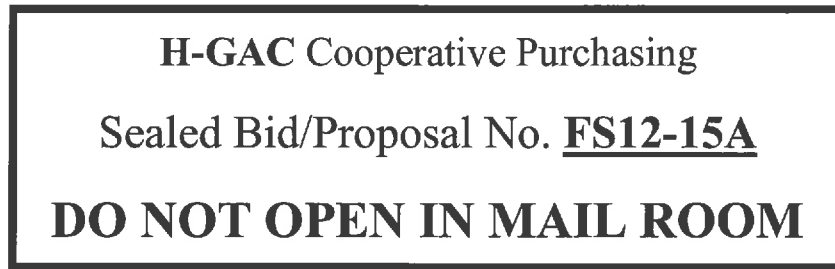 H-GAC Cooperative Purchasing
Sealed Bid/Proposal No. FS12-15A
DO NOT OPEN IN MAIL ROOM